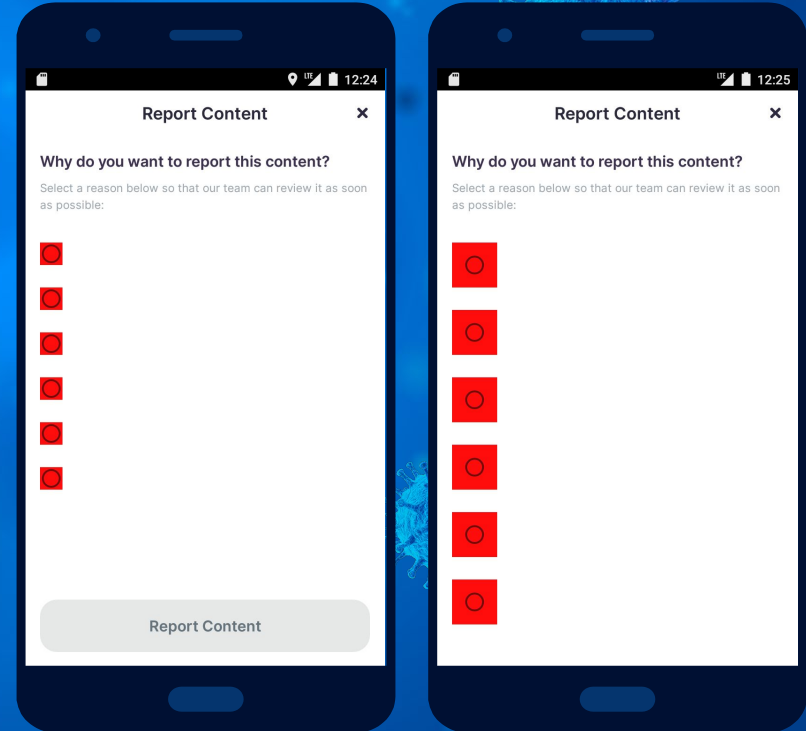 LTE 12:24
Report Content ×
Why do you want to report this content?
Select a reason below so that our team can review it as soon
as possible:
Report Content
LTE 12:25
Report Content ×
Why do you want to report this content?
Select a reason below so that our team can review it as soon
as possible: